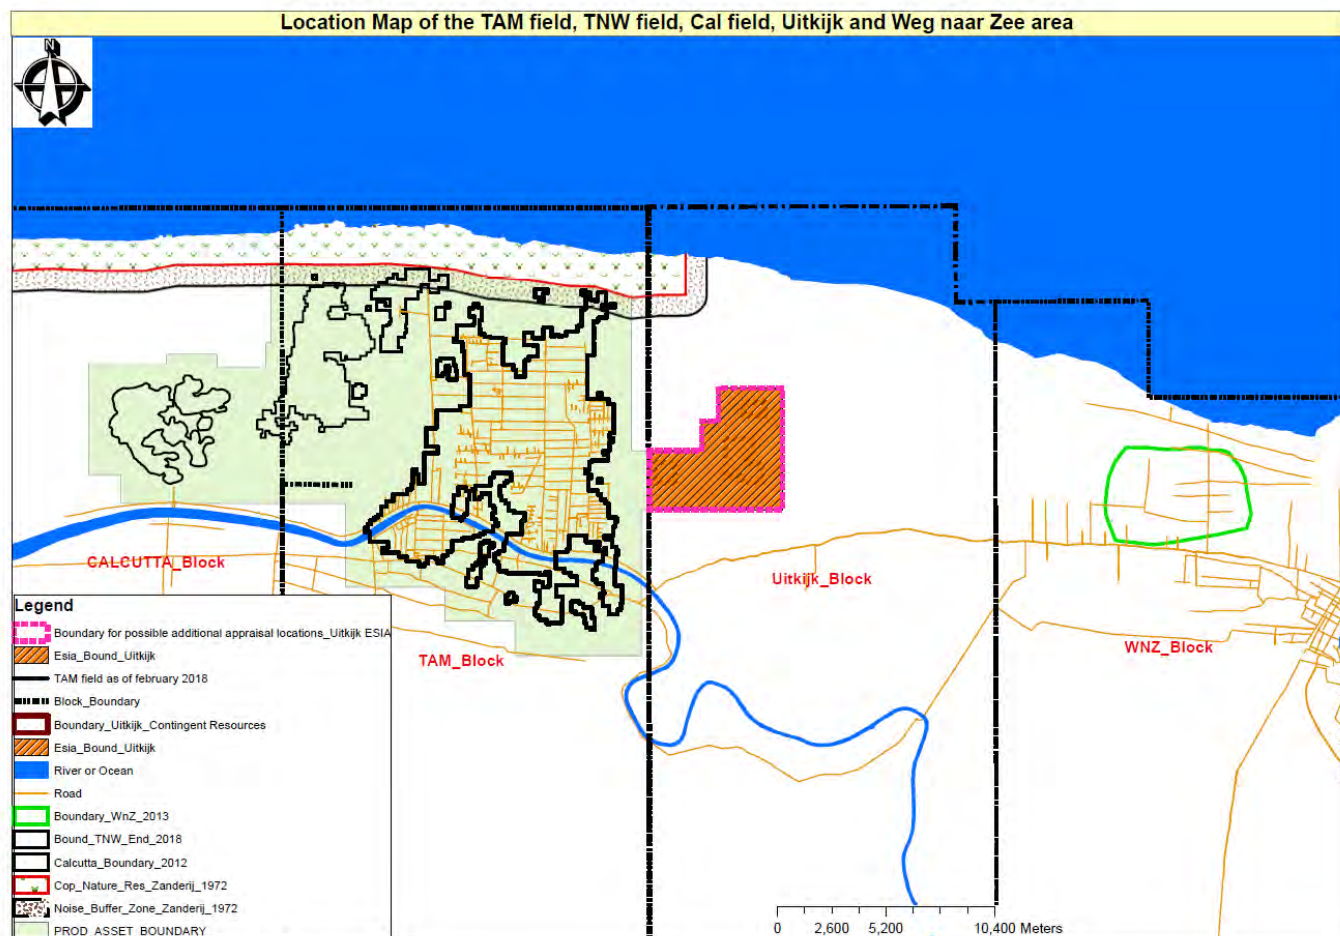 Location Map of the TAM field, TNW field, Cal field, Uitkijk and Weg naar Zee area
N
CALCUTTA_Block
TAM_Block
Uitkijk_Block
WNZ_Block
Legend
Boundary for possible additional appraisal locations_Uitkijk ESIA
Esia_Bound_Uitkijk
TAM field as of february 2018
Block_Boundary
Boundary_Uitkijk_Contingent Resources
Esia_Bound_Uitkijk
River or Ocean
Road
Boundary_WnZ_2013
Bound_TNW_End_2018
Calcutta_Boundary_2012
Cop_Nature_Res_Zanderij_1972
Noise_Buffer_Zone_Zanderij_1972
PROD_ASSET_BOUNDARY
0 2,600 5,200 10,400 Meters